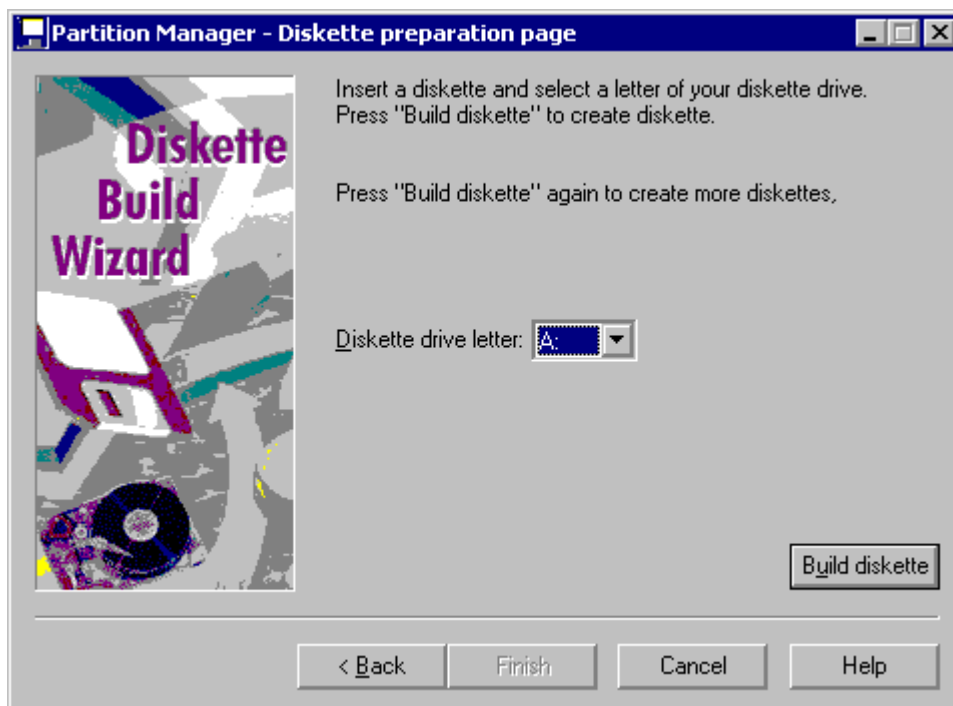 Partition Manager - Diskette preparation page
Diskette
Build
Wizard
Insert a diskette and select a letter of your diskette drive.
Press "Build diskette" to create diskette.
Press "Build diskette" again to create more diskettes,
Diskette drive letter: A:
Build diskette
< Back Finish Cancel Help